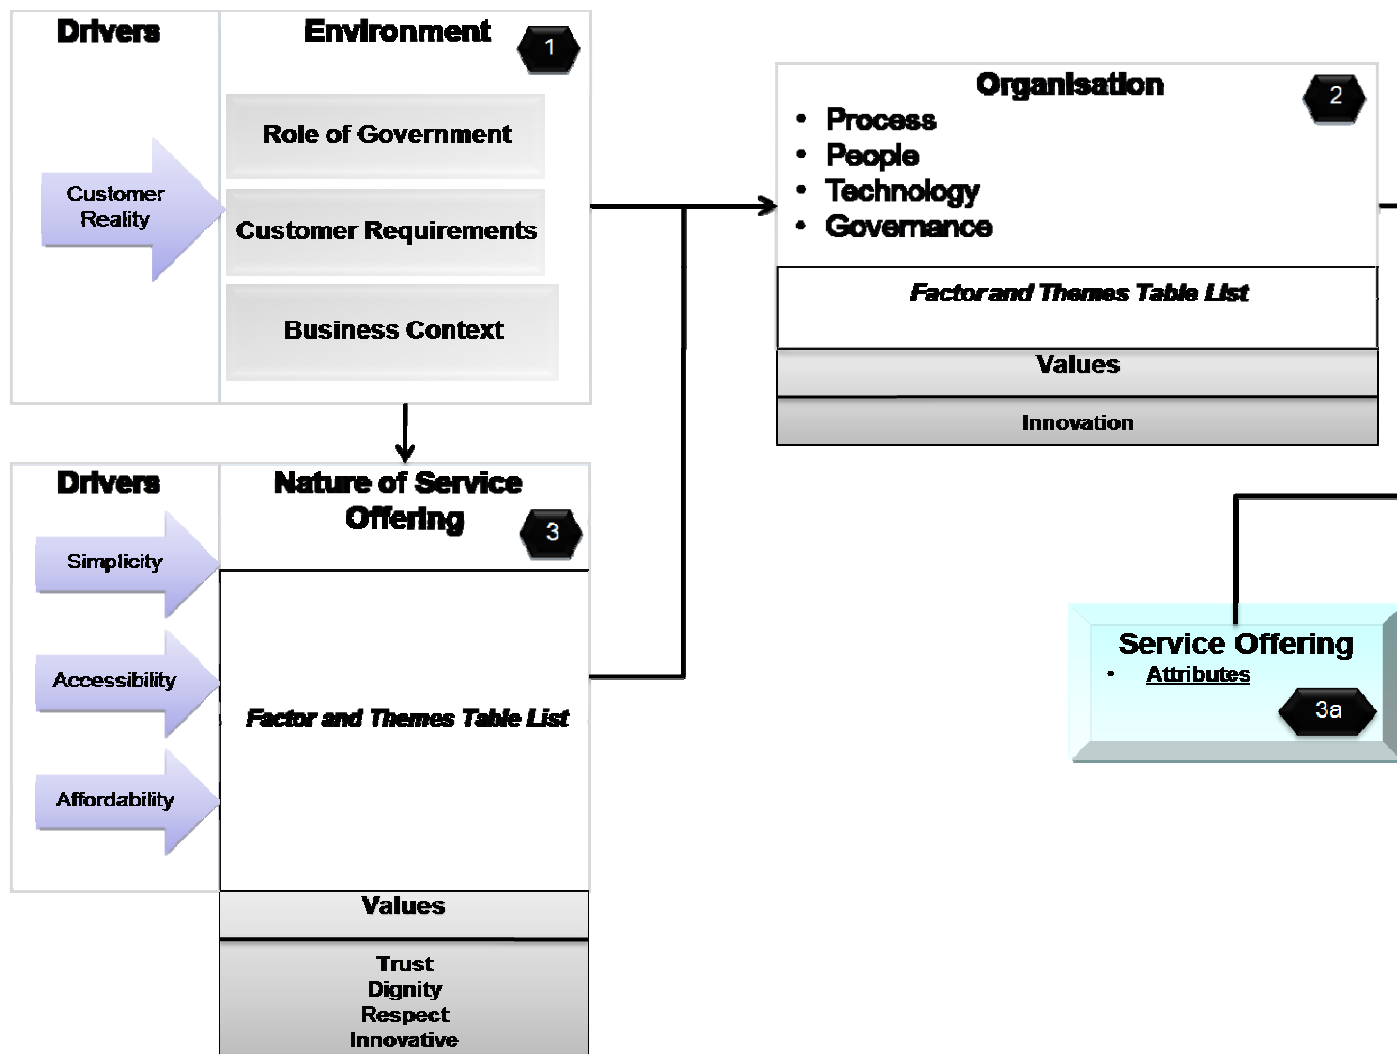 Drivers
Environment
1
Role of Government
Customer
Reality
Customer Requirements
Business Context
Organisation
2
• Process
• People
• Technology
• Governance
Factor and Themes Table List
Values
Innovation
Drivers
Nature of Service
Offering
3
Simplicity
Accessibility
Affordability
Factor and Themes Table List
Values
Trust
Dignity
Respect
Innovative
Service Offering
• Attributes
3a